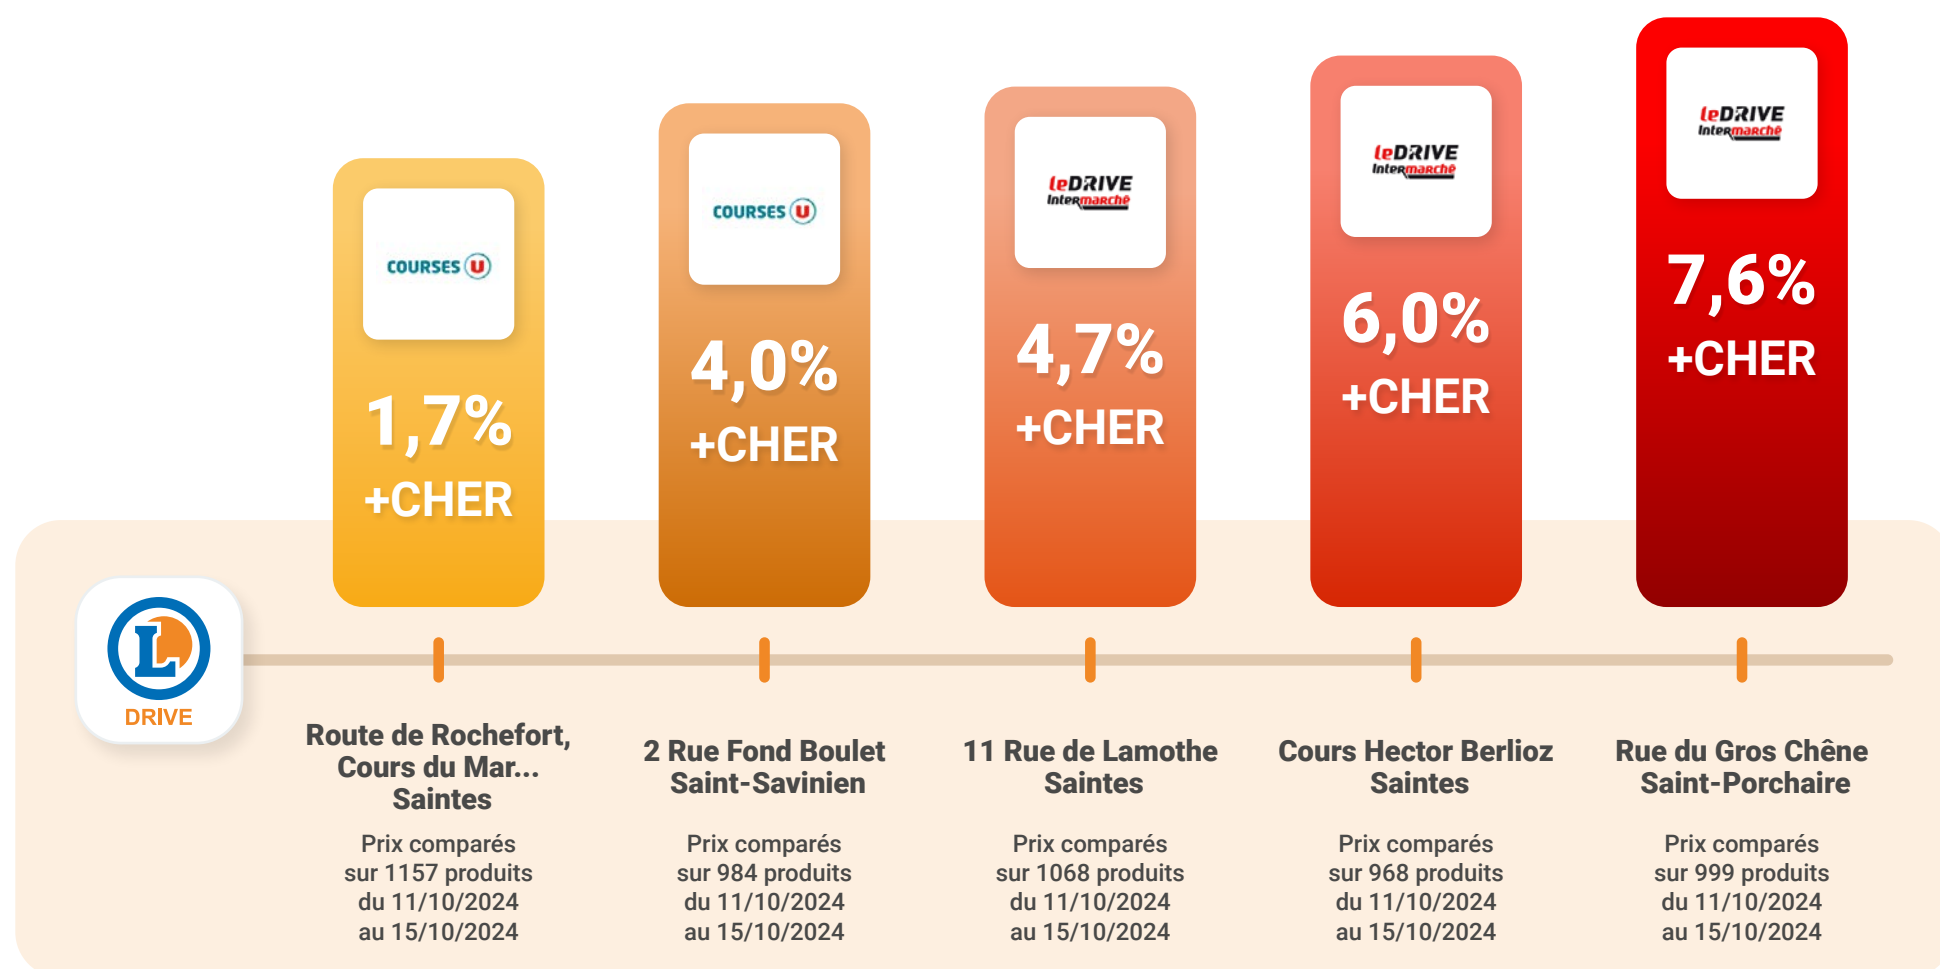 COURSES U
1,7%
+CHER
COURSES U
4,0%
+CHER
leDRIVE
Intermarché
4,7%
+CHER
leDRIVE
Intermarché
6,0%
+CHER
leDRIVE
Intermarché
7,6%
+CHER
L
DRIVE
Route de Rochefort,
Cours du Mar...
Saintes
Prix comparés
sur 1157 produits
du 11/10/2024
au 15/10/2024
2 Rue Fond Boulet
Saint-Savinien
Prix comparés
sur 984 produits
du 11/10/2024
au 15/10/2024
11 Rue de Lamothe
Saintes
Prix comparés
sur 1068 produits
du 11/10/2024
au 15/10/2024
Cours Hector Berlioz
Saintes
Prix comparés
sur 968 produits
du 11/10/2024
au 15/10/2024
Rue du Gros Chêne
Saint-Porchaire
Prix comparés
sur 999 produits
du 11/10/2024
au 15/10/2024